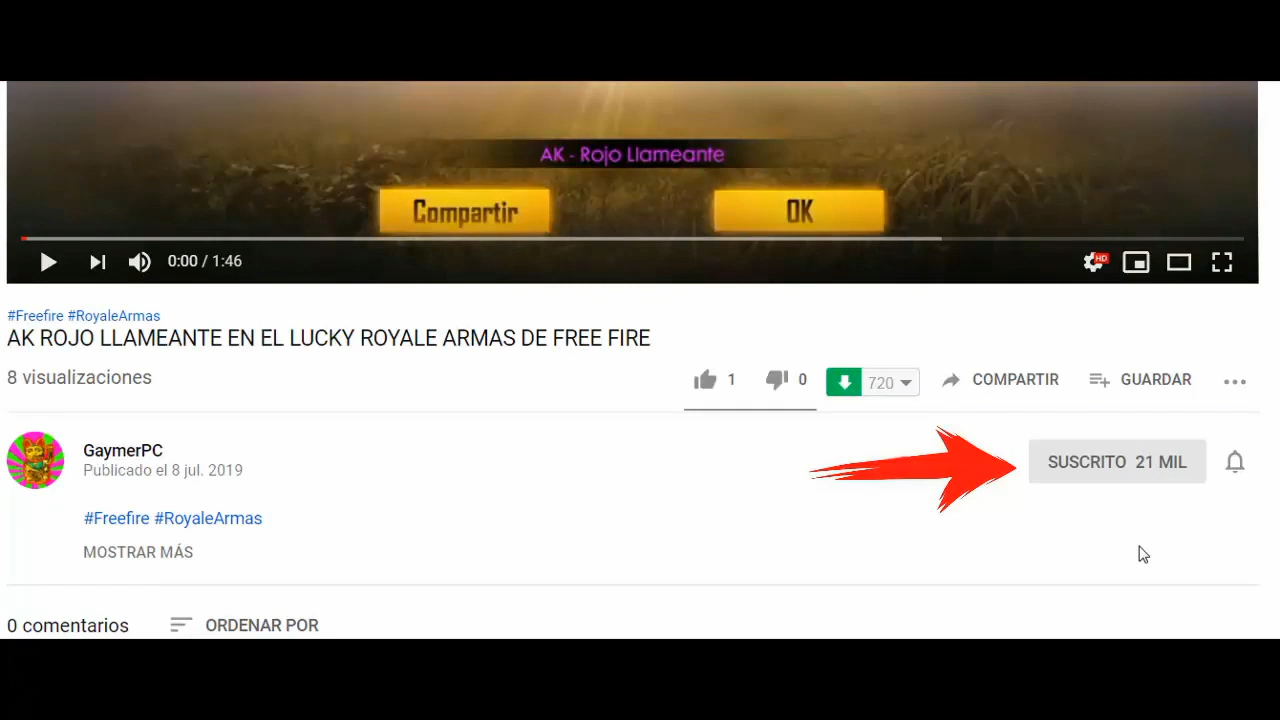 AK - Rojo Llameante
Compartir
OK
0:00 / 1:46
HD
#Freefire #RoyaleArmas
AK ROJO LLAMEANTE EN EL LUCKY ROYALE ARMAS DE FREE FIRE
8 visualizaciones
1
0
720
COMPARTIR
GUARDAR
GaymerPC
Publicado el 8 jul. 2019
SUSCRITO 21 MIL
#Freefire #RoyaleArmas
MOSTRAR MÁS
0 comentarios
ORDENAR POR